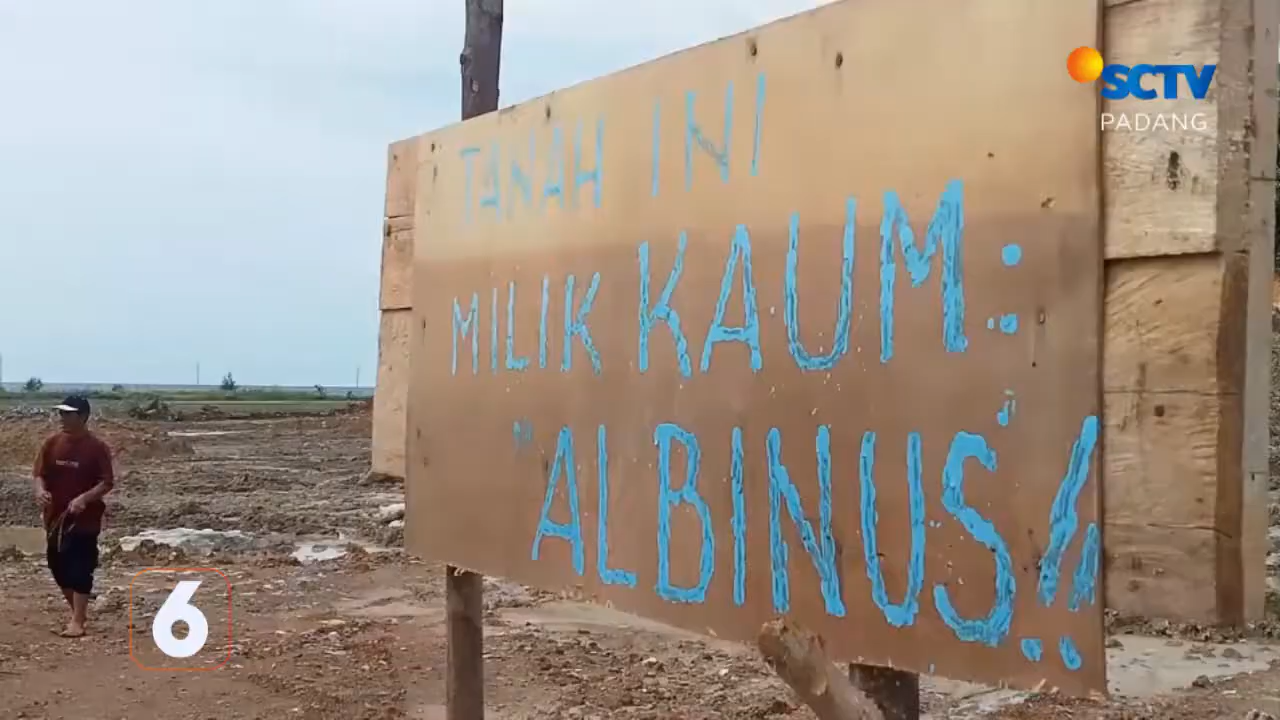 SCTV
PADANG
TANAH INI
MILIK KAUM:
"ALBINUS!!
6